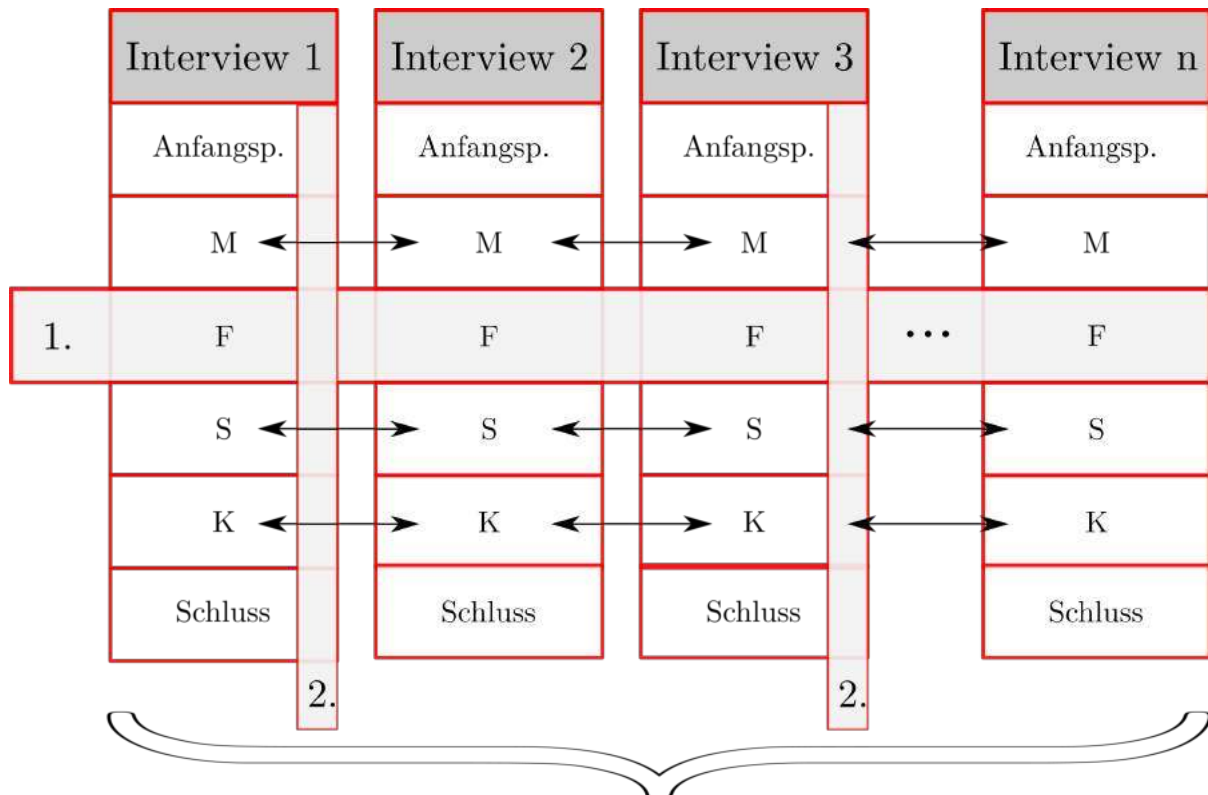 Interview 1 Interview 2 Interview 3 Interview n
Anfangsp. Anfangsp. Anfangsp. Anfangsp.
M M M M
1. F F F ... F
S S S S
K K K K
Schluss Schluss Schluss Schluss
2. 2.